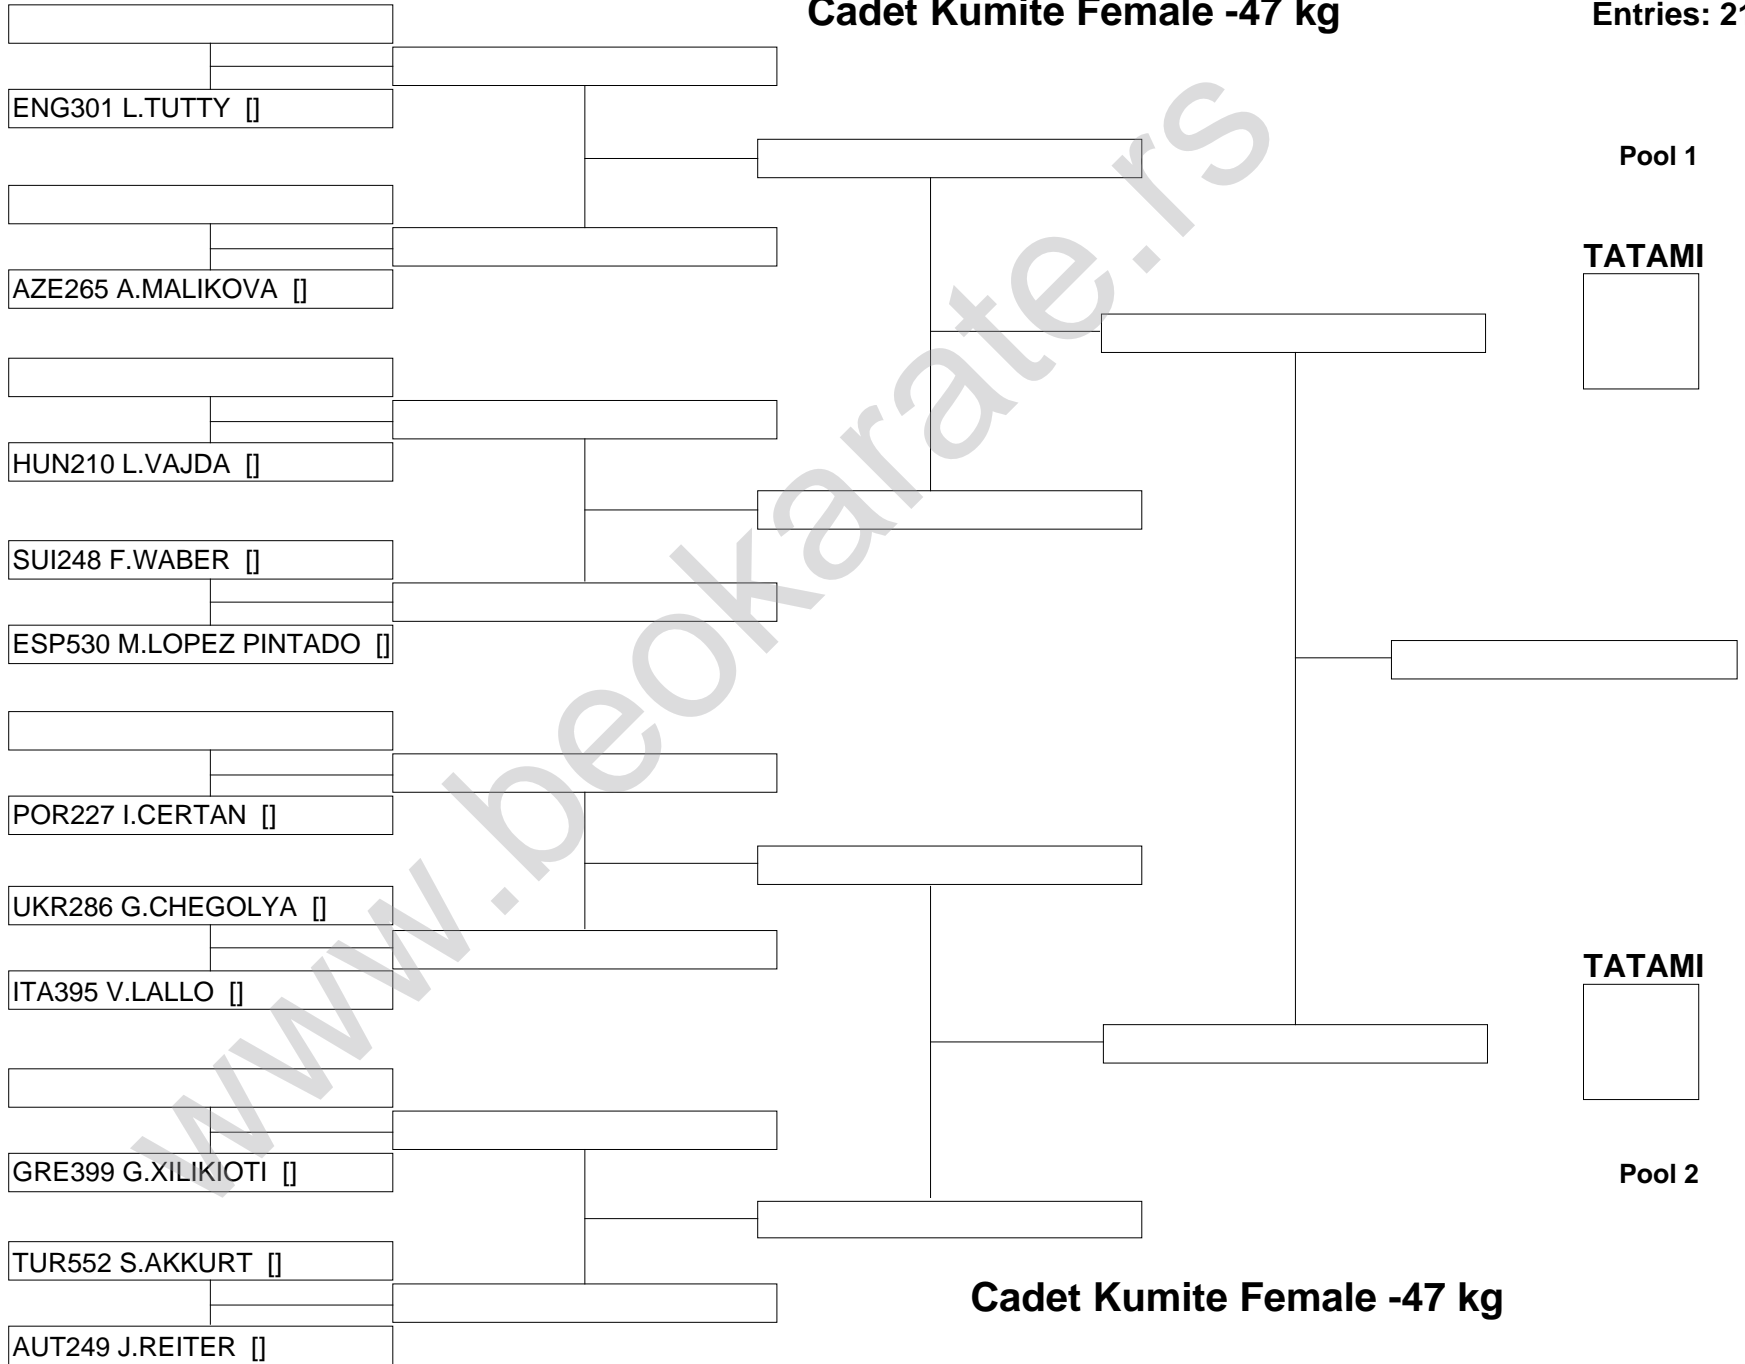 Cadet Kumite Female -47 kg
Entries: 21
ENG301 L.TUTTY []
Pool 1
AZE265 A.MALIKOVA []
TATAMI
HUN210 L.VAJDA []
SUI248 F.WABER []
ESP530 M.LOPEZ PINTADO []
POR227 I.CERTAN []
UKR286 G.CHEGOLYA []
ITA395 V.LALLO []
TATAMI
GRE399 G.XILIKIOTI []
Pool 2
TUR552 S.AKKURT []
Cadet Kumite Female -47 kg
AUT249 J.REITER []
www.beokarate.rs